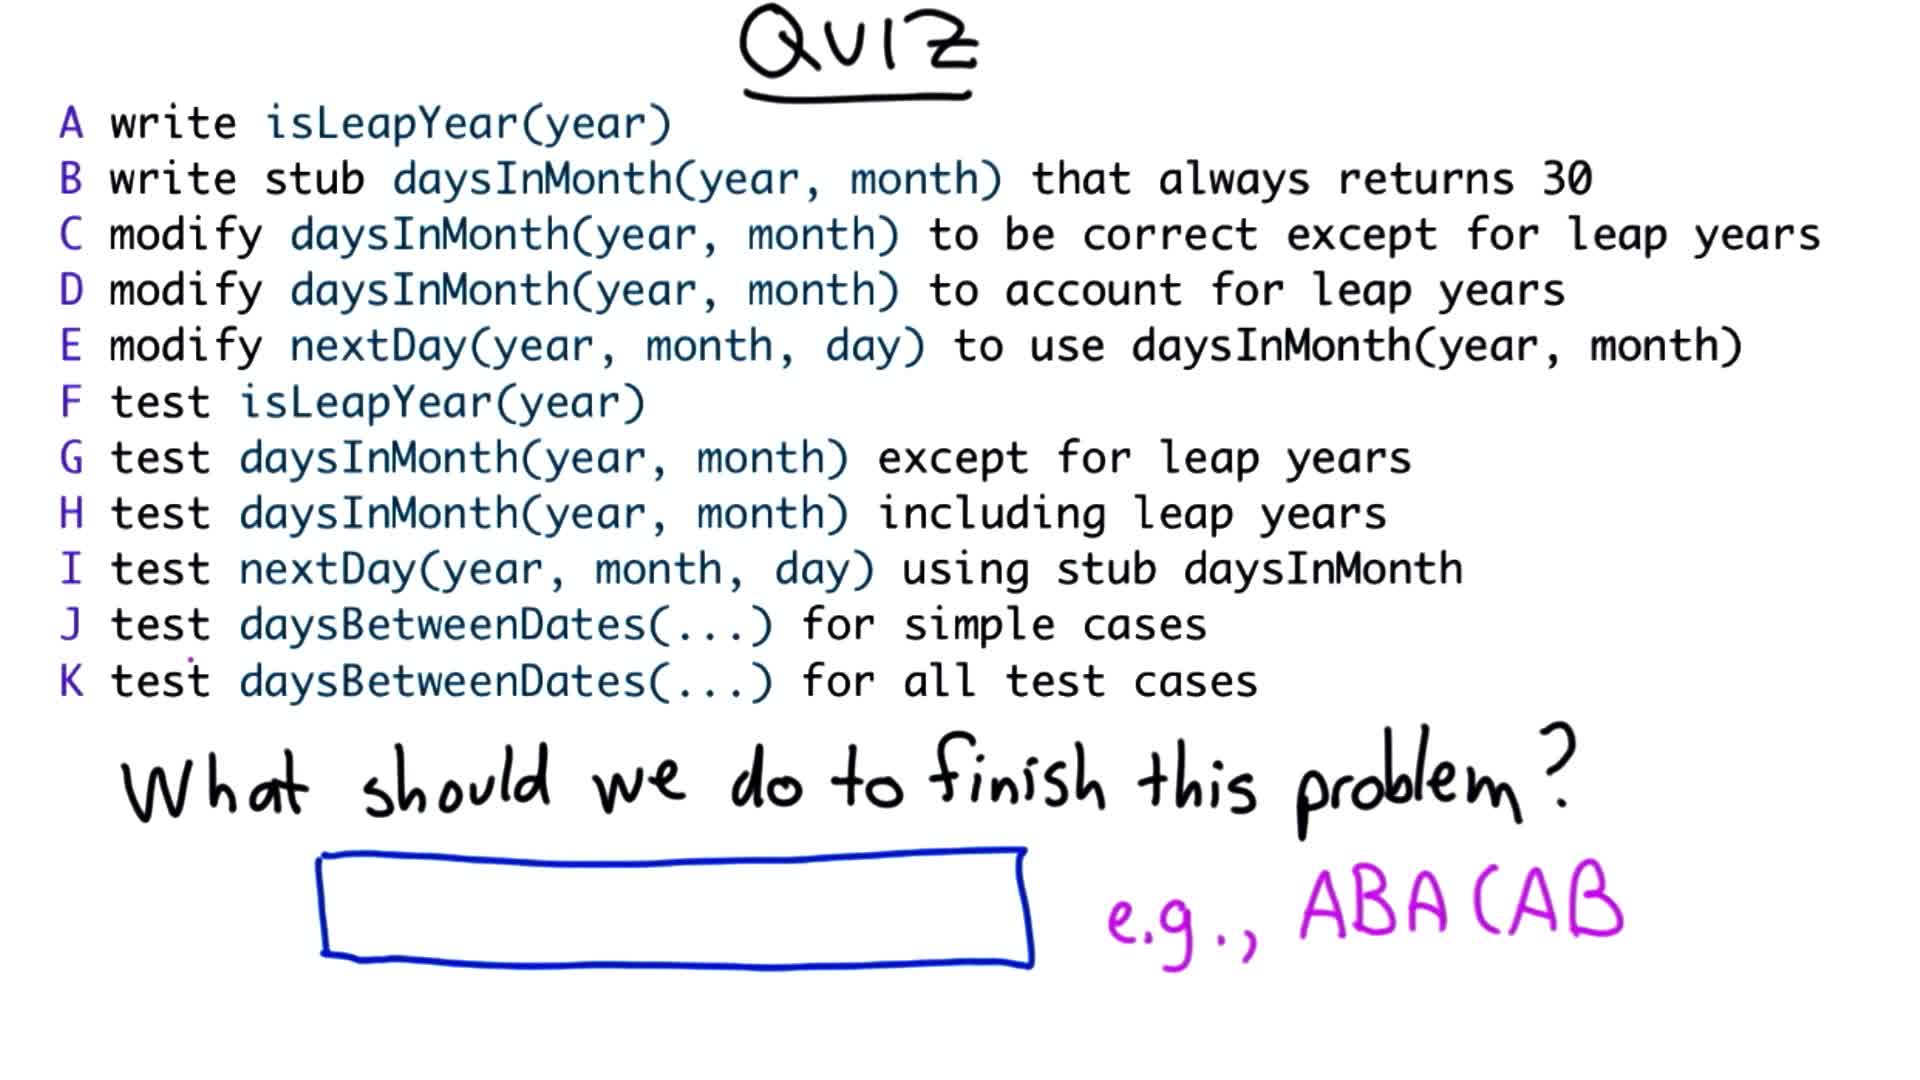 QUIZ
A write isLeapYear(year)
B write stub daysInMonth(year, month) that always returns 30
C modify daysInMonth(year, month) to be correct except for leap years
D modify daysInMonth(year, month) to account for leap years
E modify nextDay(year, month, day) to use daysInMonth(year, month)
F test isLeapYear(year)
G test daysInMonth(year, month) except for leap years
H test daysInMonth(year, month) including leap years
I test nextDay(year, month, day) using stub daysInMonth
J test daysBetweenDates(...) for simple cases
K test daysBetweenDates(...) for all test cases
What should we do to finish this problem?
e.g., ABACAB